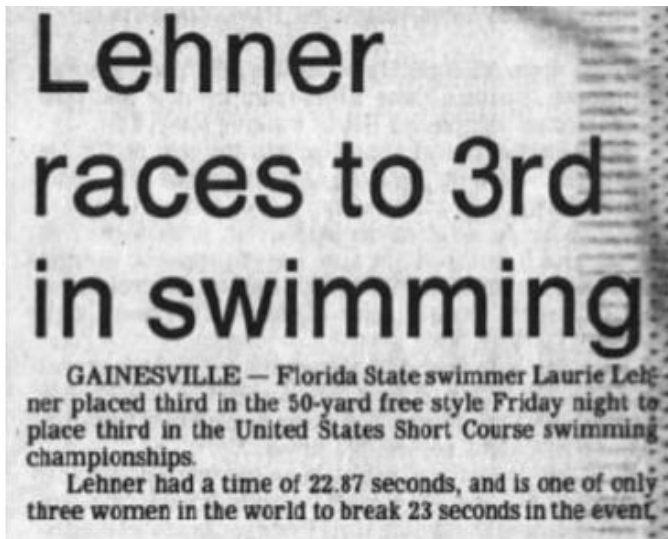 Lehner
races to 3rd
in swimming
GAINESVILLE — Florida State swimmer Laurie Leh-
ner placed third in the 50-yard free style Friday night to
place third in the United States Short Course swimming
championships.
Lehner had a time of 22.87 seconds, and is one of only
three women in the world to break 23 seconds in the event.